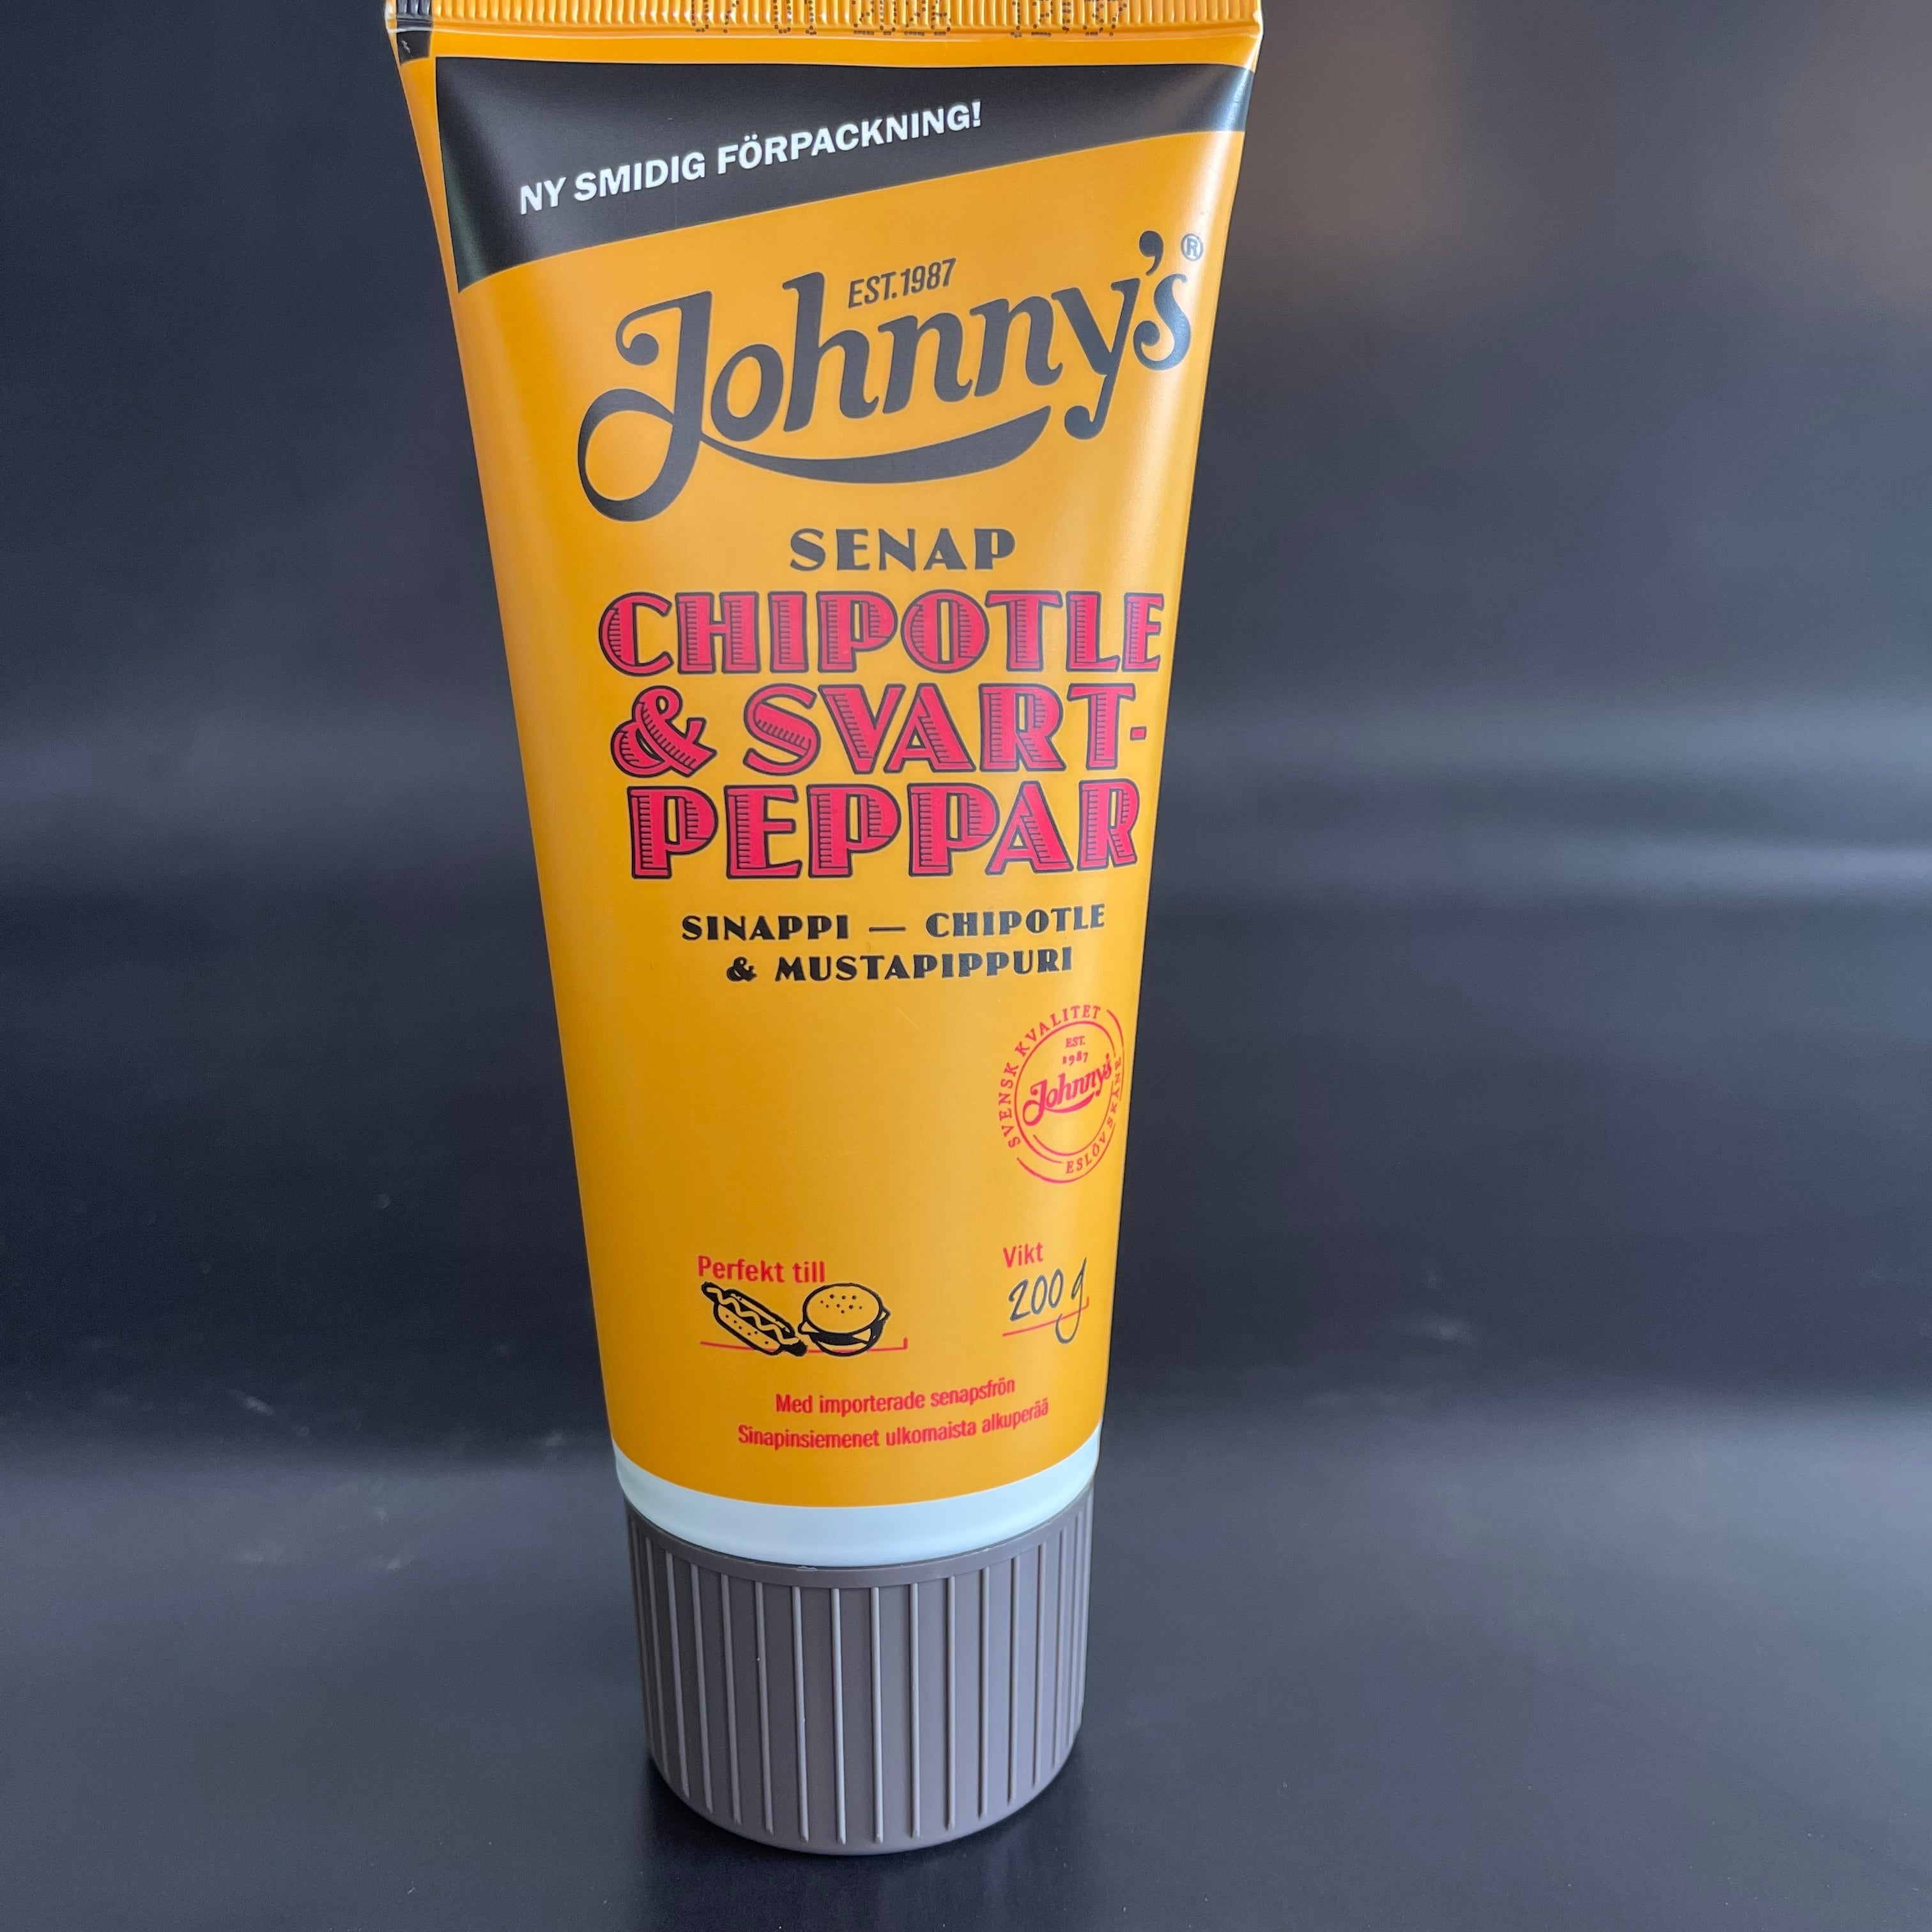 NY SMIDIG FÖRPACKNING!
EST.1987
Johnny's®
SENAP
CHIPOTLE
& SVART-
PEPPAR
SINAPPI — CHIPOTLE
& MUSTAPIPPURI
SVENSK KVALITET
EST.
1987
Johnny's
ESLÖV SKÅNE
Perfekt till
Vikt
200 g
Med importerade senapsfrön
Sinapinsiemenet ulkomaista alkuperää